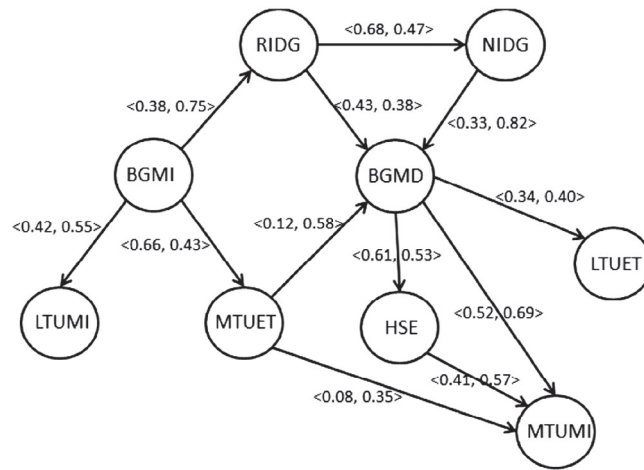 RIDG
<0.68, 0.47>
NIDG
<0.38, 0.75>
<0.43, 0.38>
<0.33, 0.82>
BGMI
BGMD
<0.42, 0.55>
<0.66, 0.43>
<0.12, 0.58>
<0.61, 0.53>
<0.34, 0.40>
LTUET
LTUMI
MTUET
HSE
<0.52, 0.69>
<0.08, 0.35>
<0.41, 0.57>
MTUMI